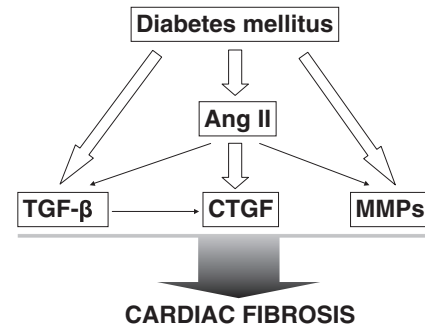 Diabetes mellitus
Ang II
TGF-β
CTGF
MMPs
CARDIAC FIBROSIS